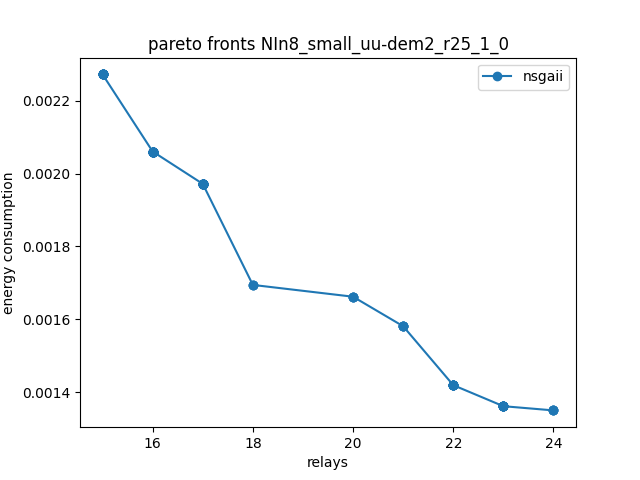 pareto fronts NIn8_small_uu-dem2_r25_1_0
nsgaii
0.0022
0.0020
0.0018
0.0016
0.0014
energy consumption
16 18 20 22 24
relays